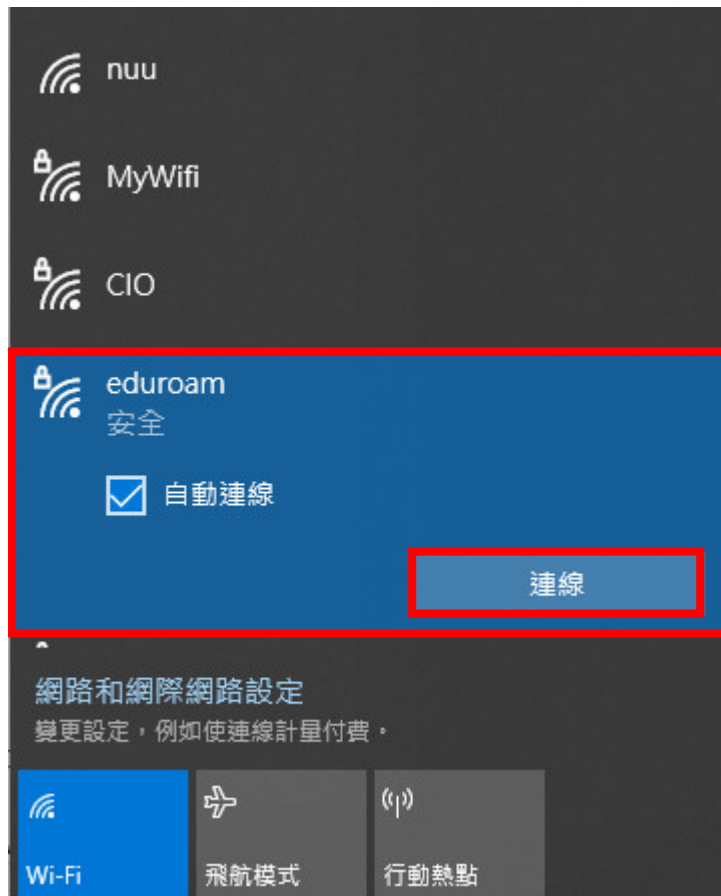 nuu
MyWifi
CIO
eduroam
安全
自動連線
連線
網路和網際網路設定
變更設定，例如使連線計量付費。
Wi-Fi
飛航模式
行動熱點